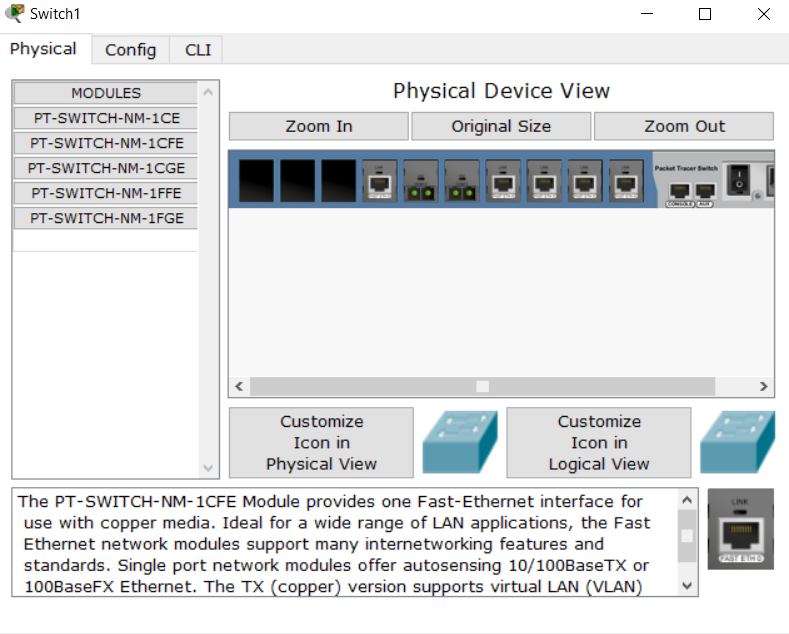 Switch1
Physical
Config
CLI
MODULES
PT-SWITCH-NM-1CE
PT-SWITCH-NM-1CFE
PT-SWITCH-NM-1CGE
PT-SWITCH-NM-1FFE
PT-SWITCH-NM-1FGE
Physical Device View
Zoom In
Original Size
Zoom Out
Packet Tracer Switch
CONSOLE
AUX
Customize
Icon in
Physical View
Customize
Icon in
Logical View
The PT-SWITCH-NM-1CFE Module provides one Fast-Ethernet interface for
use with copper media. Ideal for a wide range of LAN applications, the Fast
Ethernet network modules support many internetworking features and
standards. Single port network modules offer autosensing 10/100BaseTX or
100BaseFX Ethernet. The TX (copper) version supports virtual LAN (VLAN)
LINK
FAST ETH 0